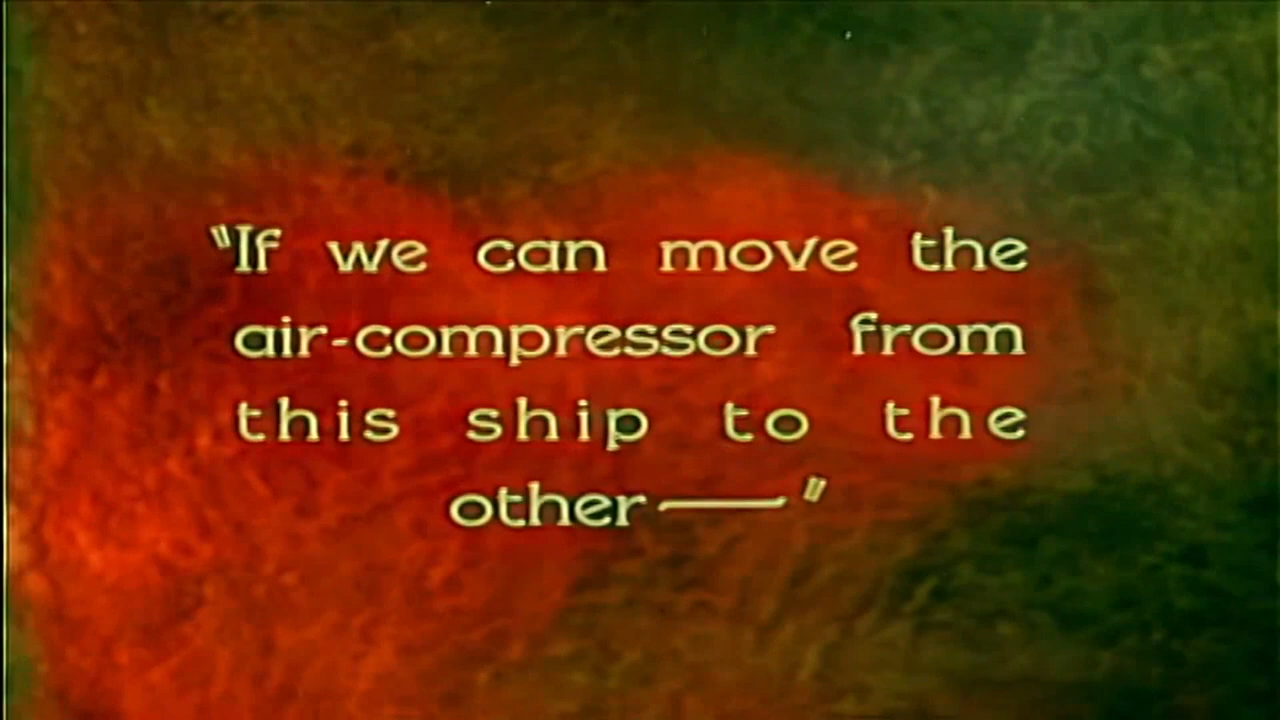 "If we can move the
air-compressor from
this ship to the
other——"